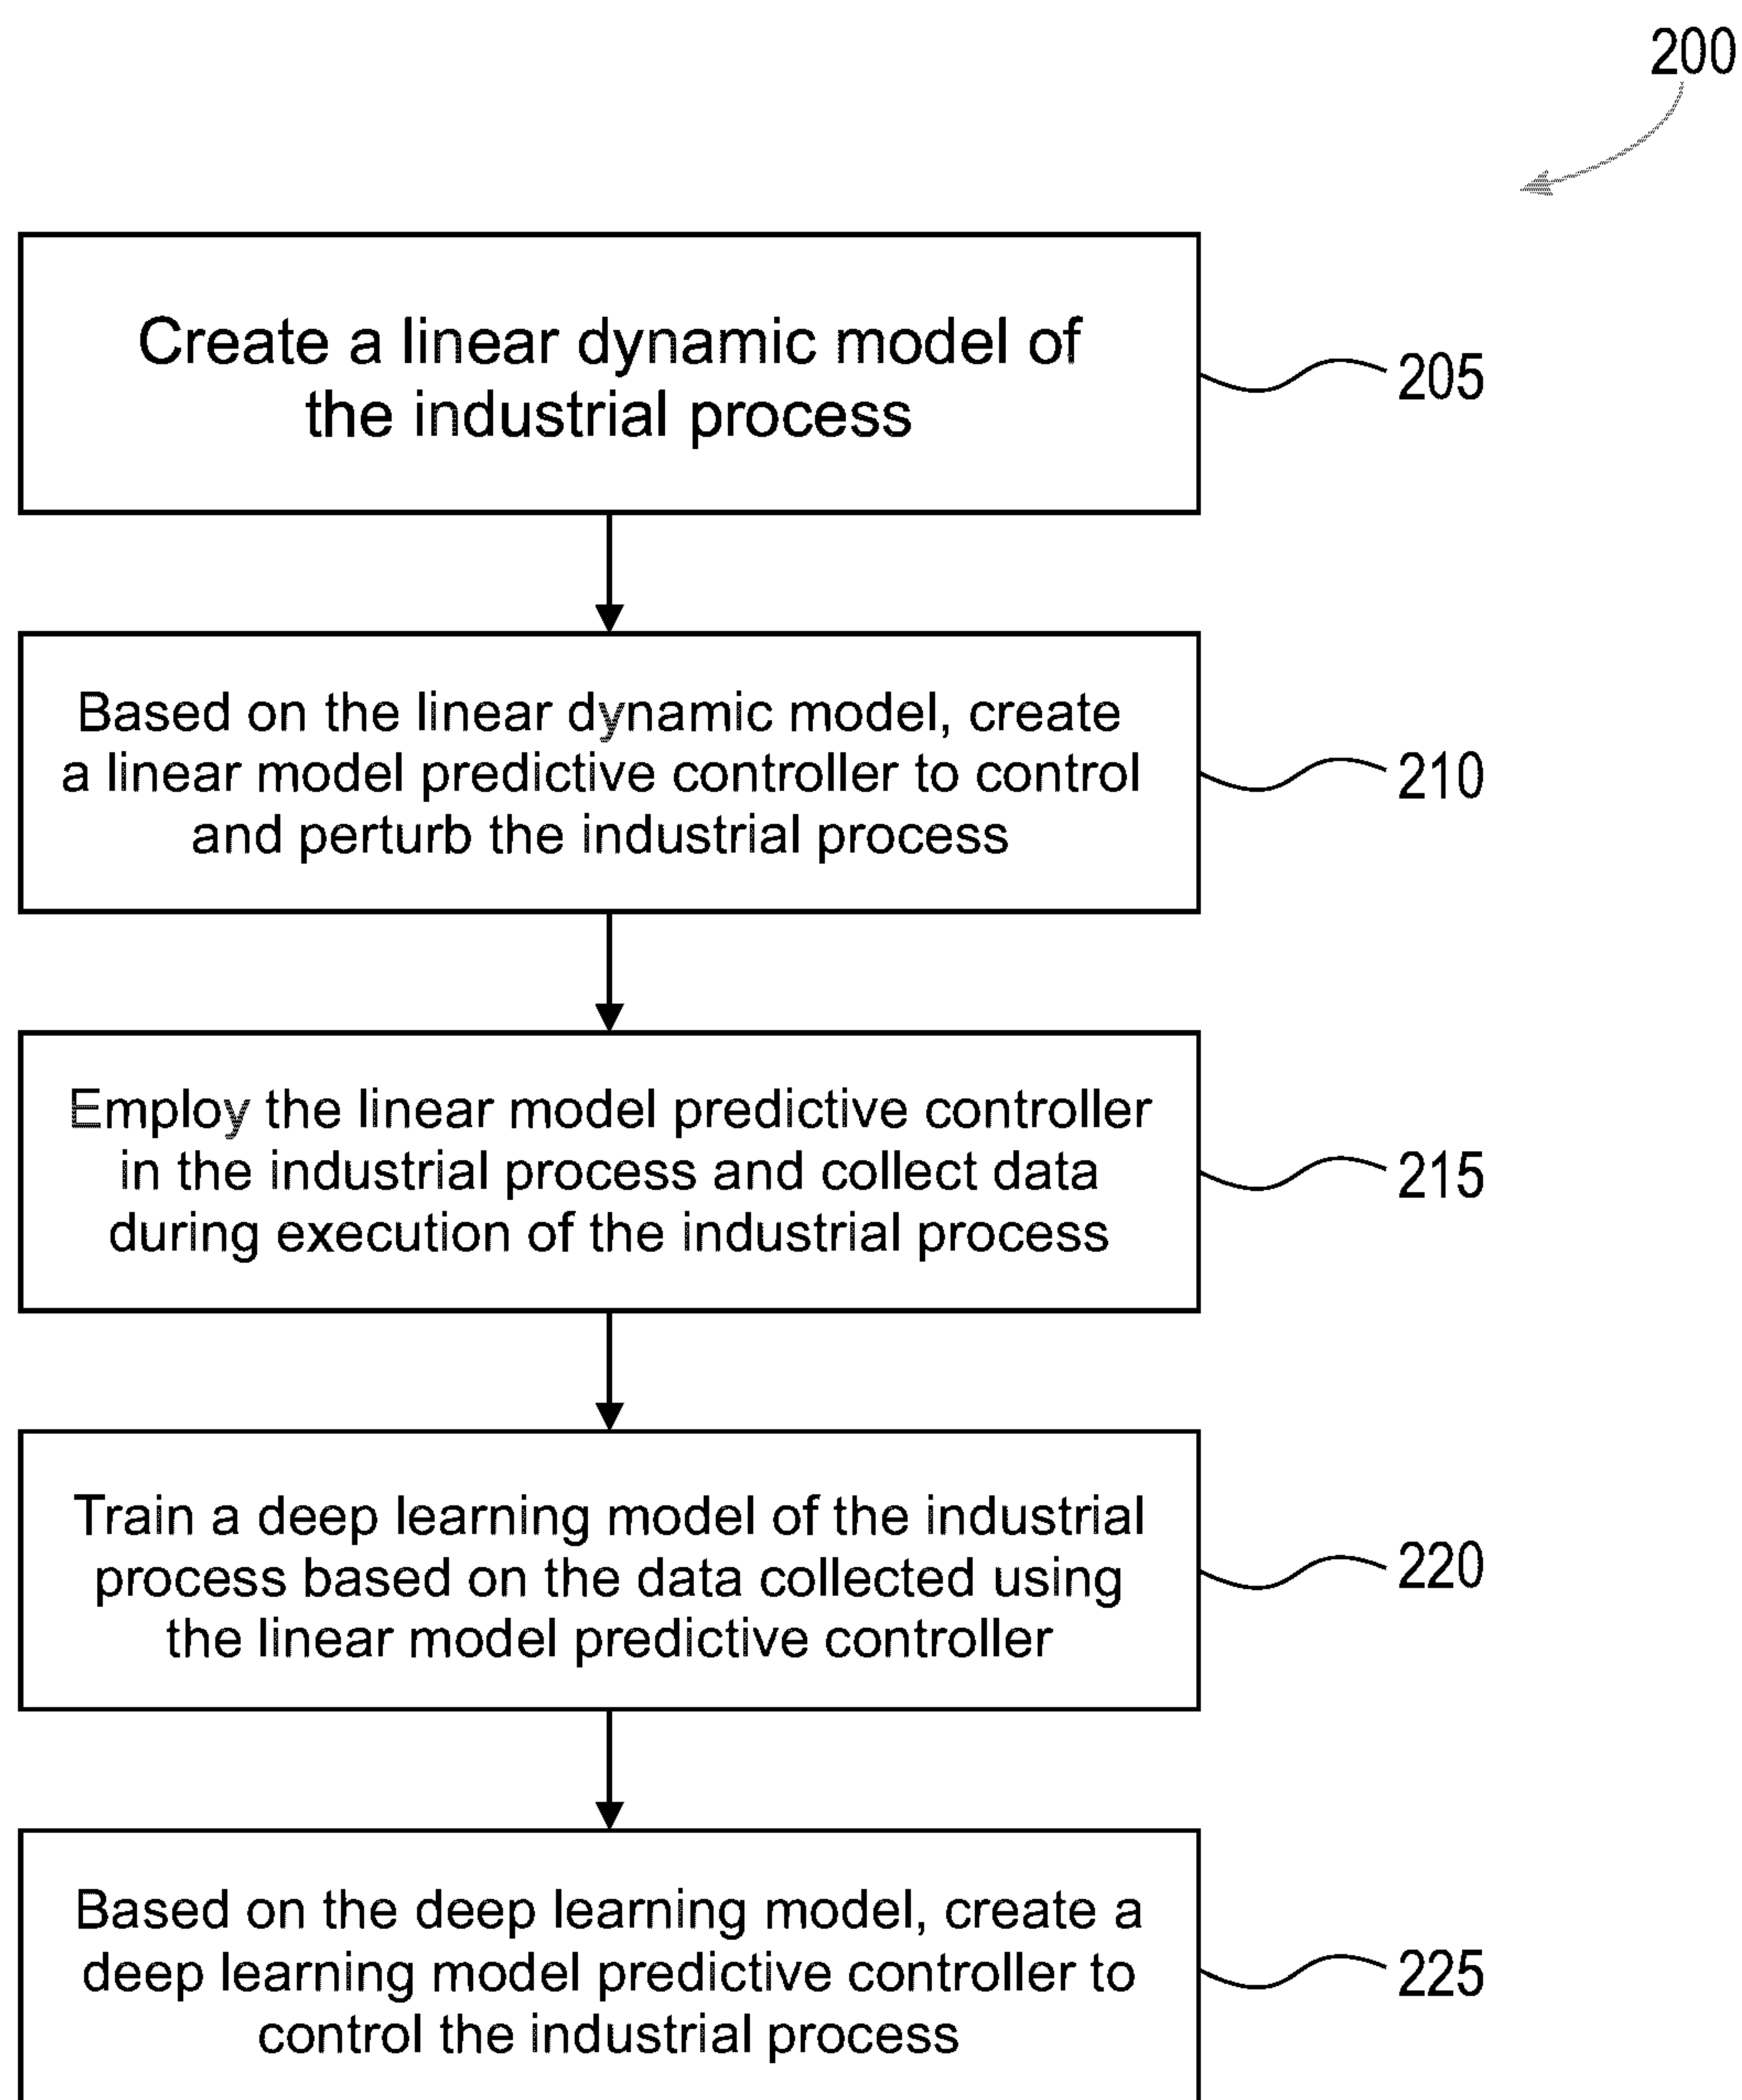 200
Create a linear dynamic model of
the industrial process
205
Based on the linear dynamic model, create
a linear model predictive controller to control
and perturb the industrial process
210
Employ the linear model predictive controller
in the industrial process and collect data
during execution of the industrial process
215
Train a deep learning model of the industrial
process based on the data collected using
the linear model predictive controller
220
Based on the deep learning model, create a
deep learning model predictive controller to
control the industrial process
225